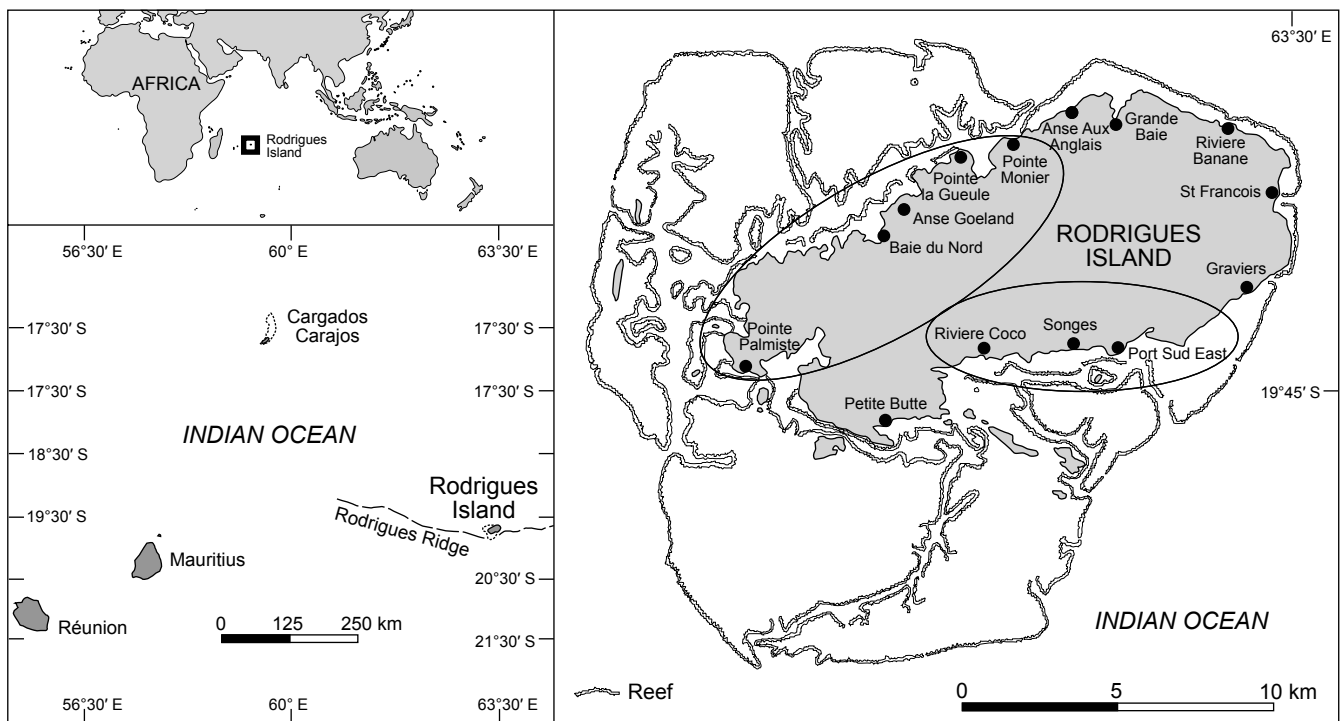 AFRICA
Rodrigues
Island
56°30′ E
60° E
63°30′ E
17°30′ S
17°30′ S
18°30′ S
19°30′ S
20°30′ S
21°30′ S
Cargados
Carajos
INDIAN OCEAN
Rodrigues
Island
Rodrigues Ridge
Mauritius
Réunion
0 125 250 km
56°30′ E
60° E
63°30′ E
63°30′ E
Anse Aux
Anglais
Grande
Baie
Riviere
Banane
Pointe
Monier
Pointe
la Gueule
St Francois
Anse Goeland
Baie du Nord
RODRIGUES
ISLAND
Graviers
Pointe
Palmiste
Riviere Coco
Songes
Port Sud East
19°45′ S
Petite Butte
INDIAN OCEAN
Reef
0 5 10 km